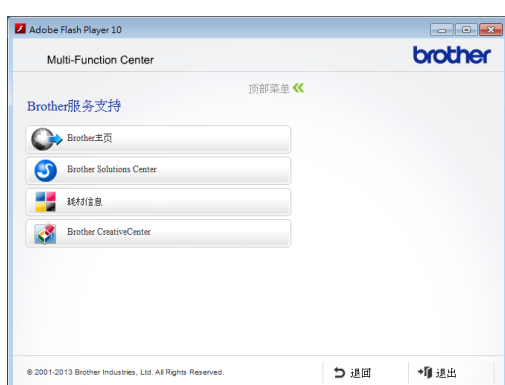 Adobe Flash Player 10
Multi-Function Center
brother
顶部菜单
Brother服务支持
Brother主页
Brother Solutions Center
耗材信息
Brother CreativeCenter
© 2001-2013 Brother Industries, Ltd. All Rights Reserved.
退回
退出